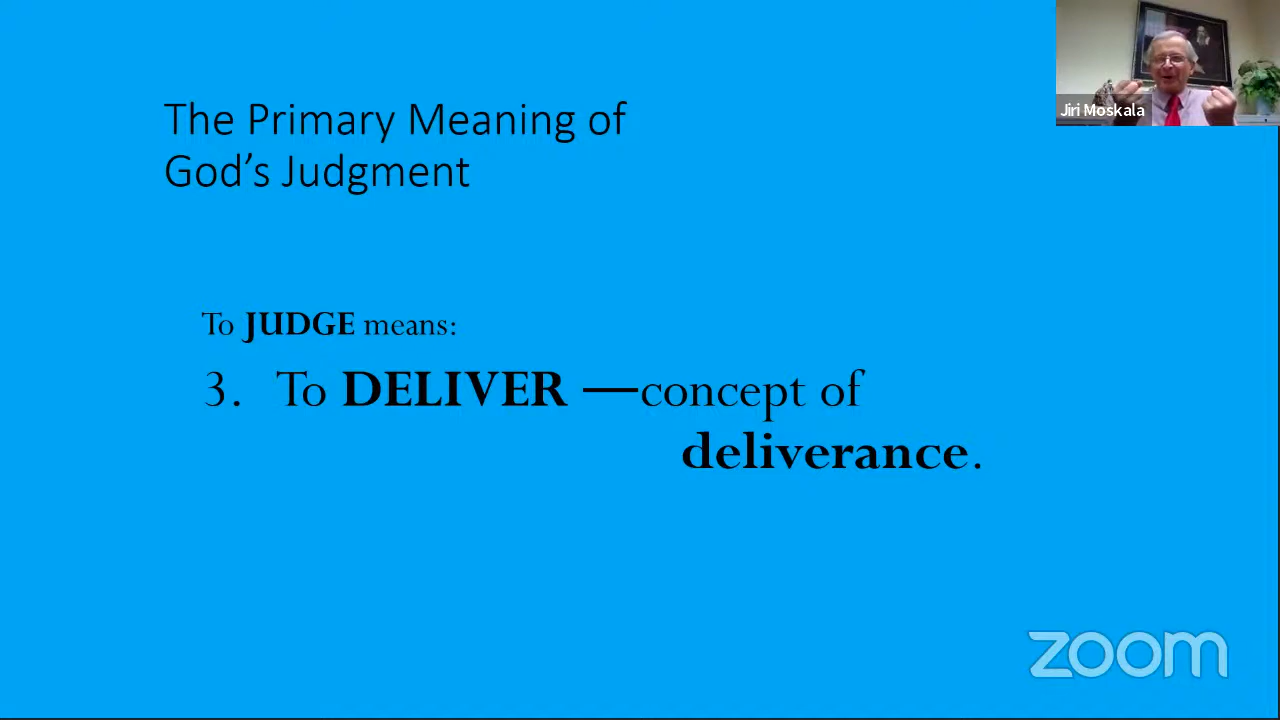 The Primary Meaning of
God’s Judgment
Jiri Moskala
To JUDGE means:
3. To DELIVER —concept of
deliverance.
zoom